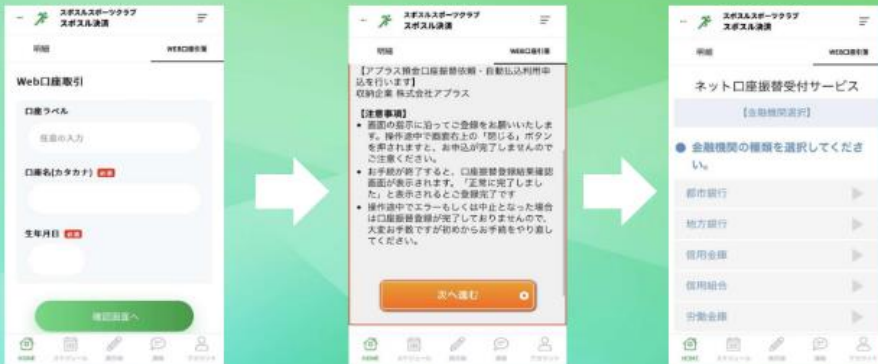 スポスルスポーツクラブ
スポスル決済
明細
WEB口座引落
Web口座取引
口座ラベル
任意の入力
口座名(カタカナ) 必須
生年月日 必須
確認画面へ
HOME
スポスルスポーツクラブ
スポスル決済
明細
WEB口座引落
【アプラス預金口座振替依頼・自動払込利用申
込を行います】
収納企業 株式会社アプラス
【注意事項】
• 画面の指示に沿ってご登録をお願いいたしま
す。操作途中で画面右上の「閉じる」ボタン
を押されますと、お申込が完了しませんので
ご注意ください。
• お手続が終了すると、口座振替登録結果確認
画面が表示されます。「正常に完了しまし
た」と表示されるとご登録完了です
• 操作途中でエラーもしくは中止となった場合
は口座振替登録が完了しておりませんので、
大変お手数ですが初めからお手続をやり直し
てください。
次へ進む
HOME
スポスルスポーツクラブ
スポスル決済
明細
WEB口座引落
ネット口座振替受付サービス
【金融機関選択】
● 金融機関の種類を選択してくださ
い。
都市銀行
地方銀行
信用金庫
信用組合
労働金庫
HOME